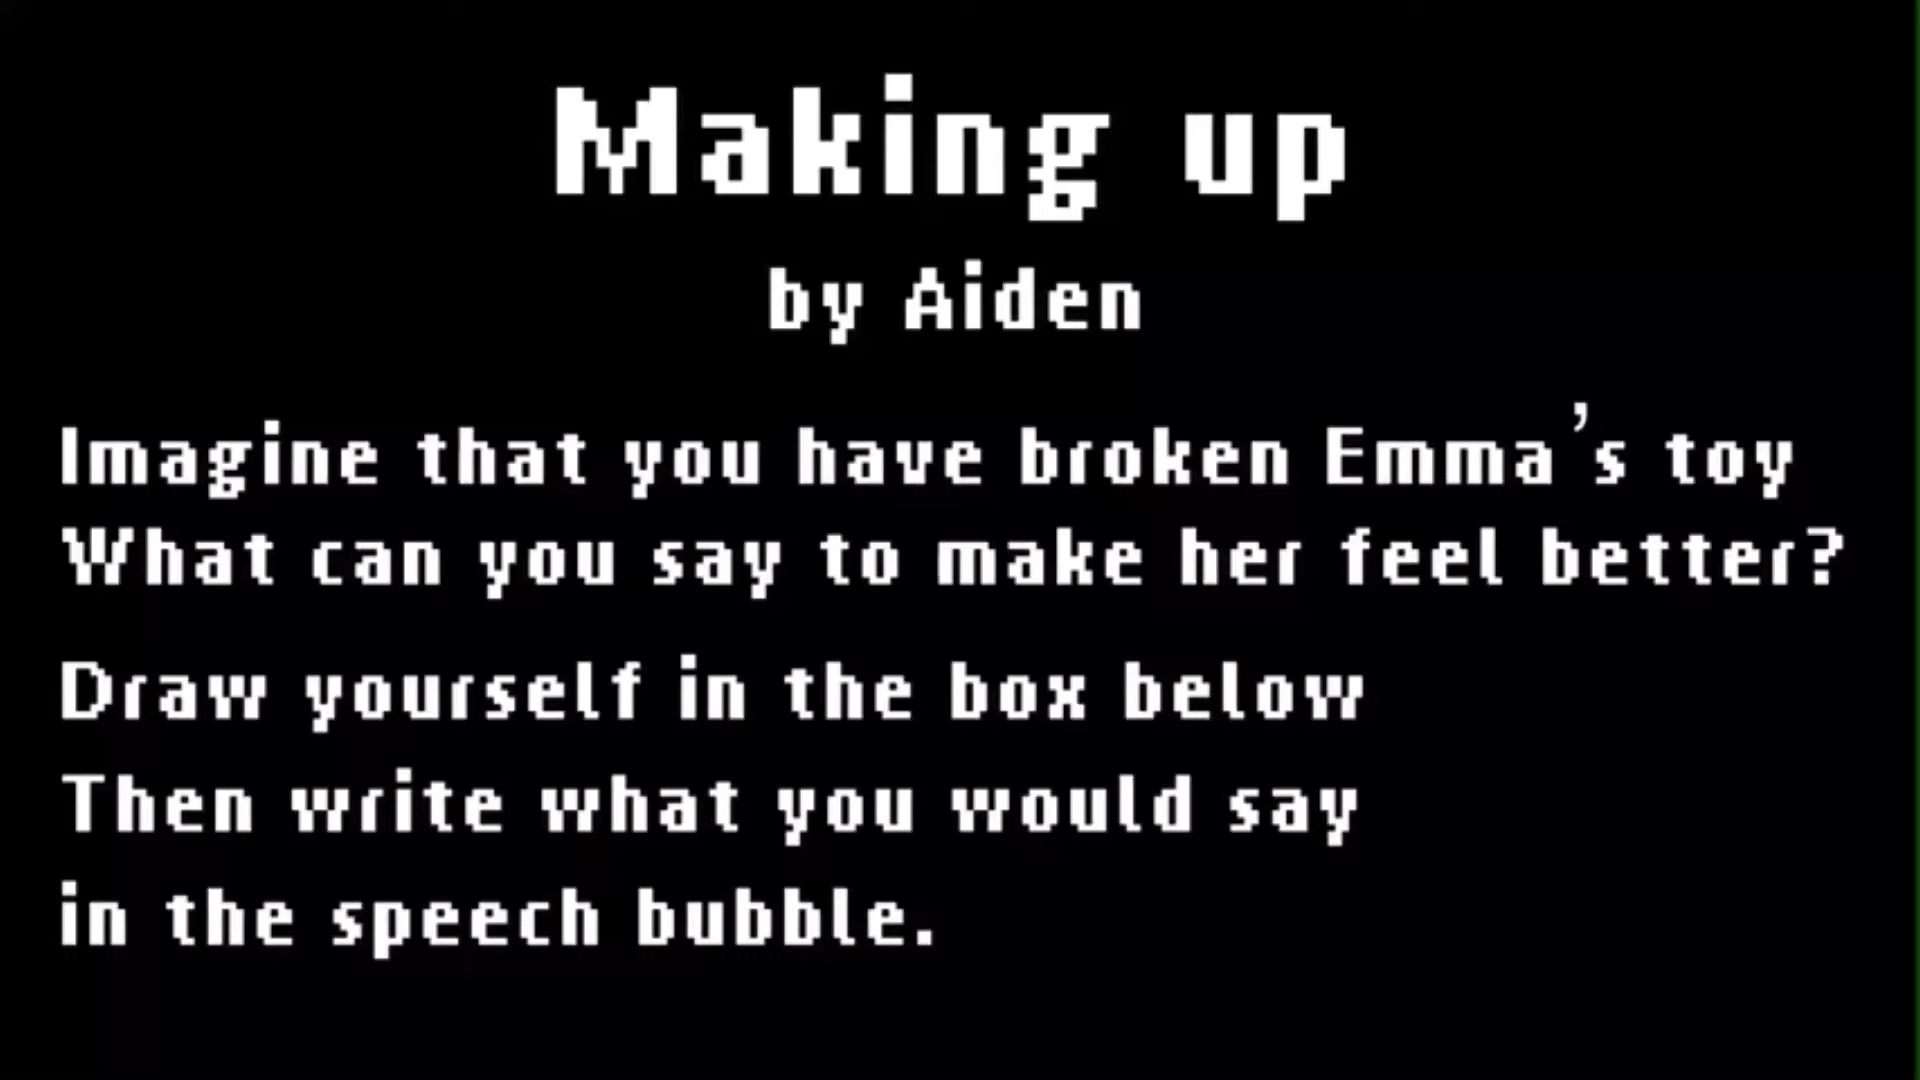 Making up
by Aiden
Imagine that you have broken Emma's toy
What can you say to make her feel better?
Draw yourself in the box below
Then write what you would say
in the speech bubble.